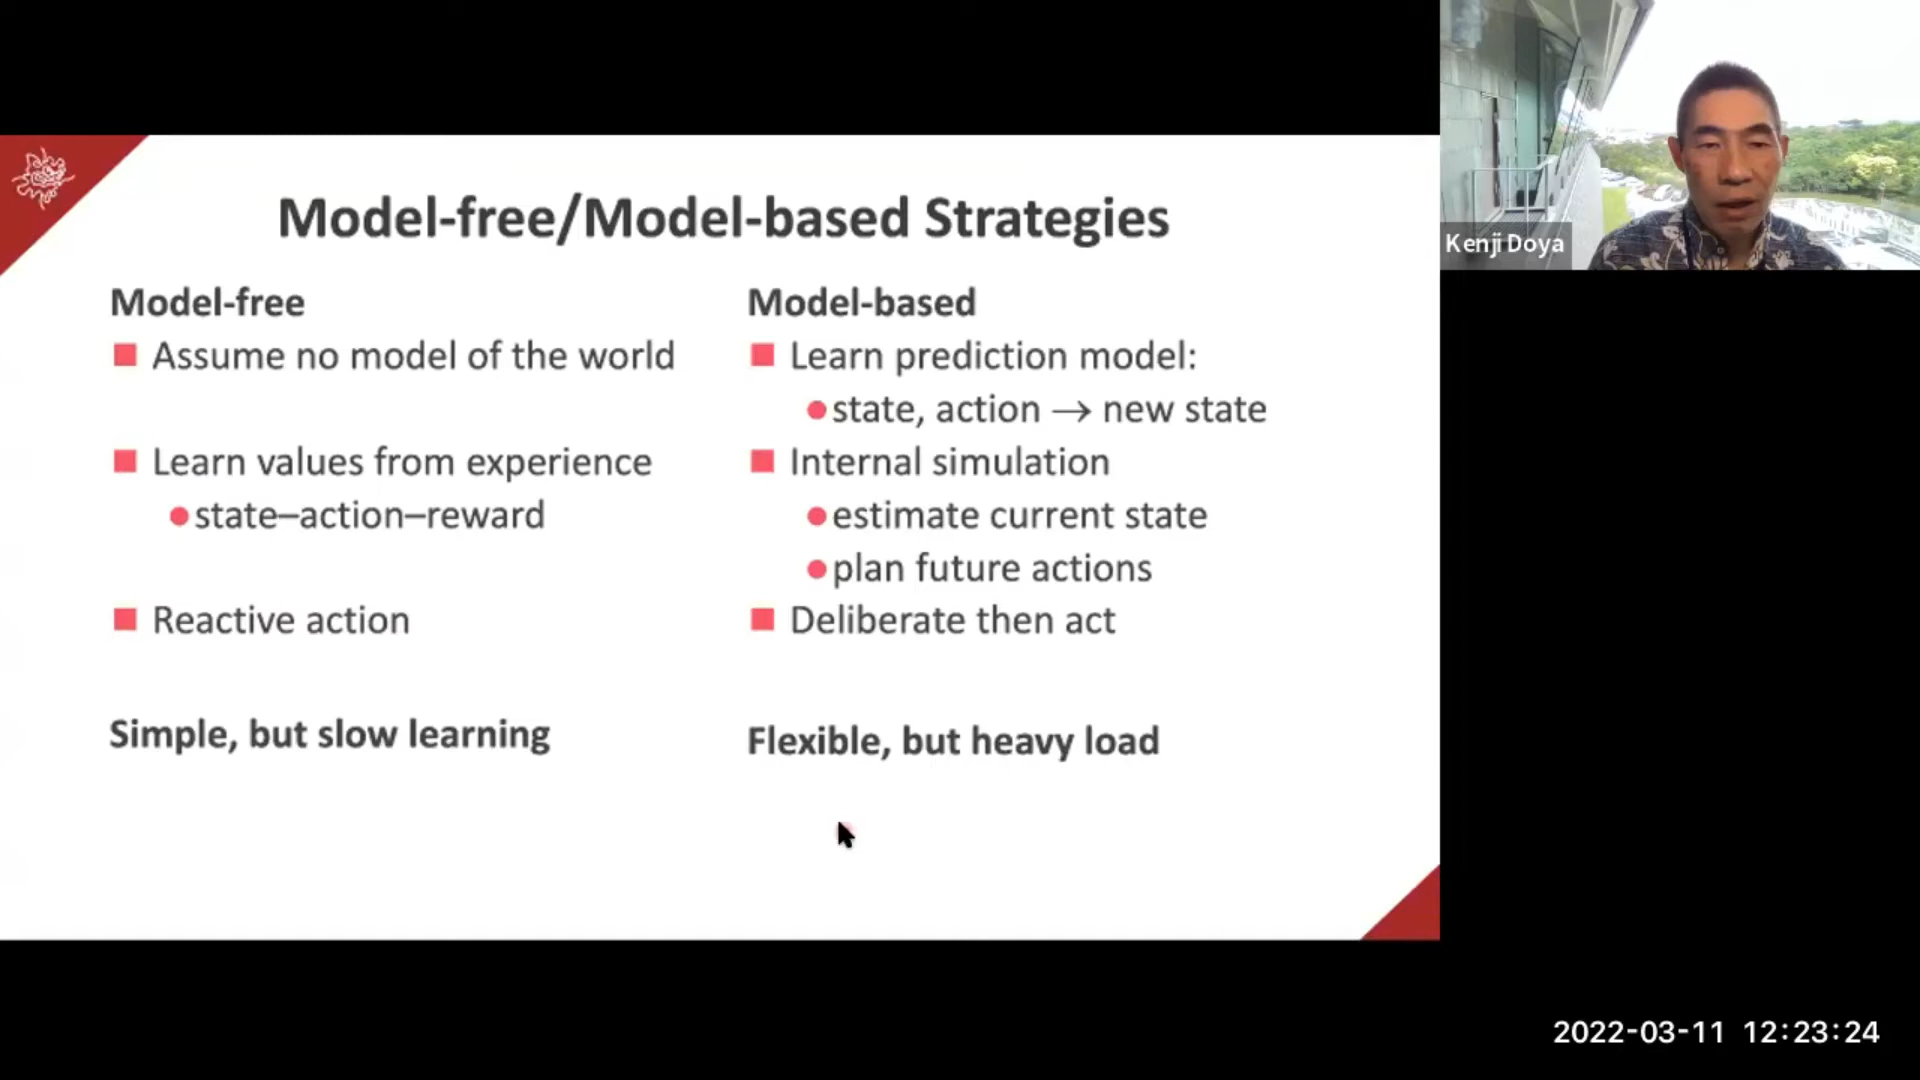 Model-free/Model-based Strategies
Model-free
Assume no model of the world
Learn values from experience
state–action–reward
Reactive action
Simple, but slow learning
Model-based
Learn prediction model:
state, action → new state
Internal simulation
estimate current state
plan future actions
Deliberate then act
Flexible, but heavy load
Kenji Doya
2022-03-11 12:23:24